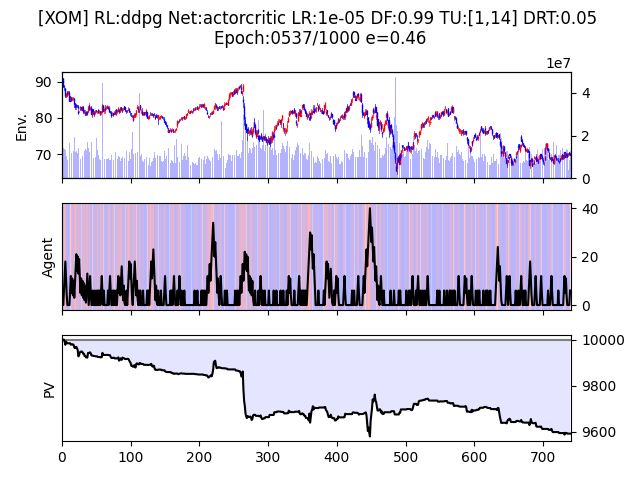 [XOM] RL:ddpg Net:actorcritic LR:1e-05 DF:0.99 TU:[1,14] DRT:0.05
Epoch:0537/1000 e=0.46
1e7
Env.
90
80
70
4
2
0
Agent
40
20
0
PV
10000
9800
9600
0 100 200 300 400 500 600 700